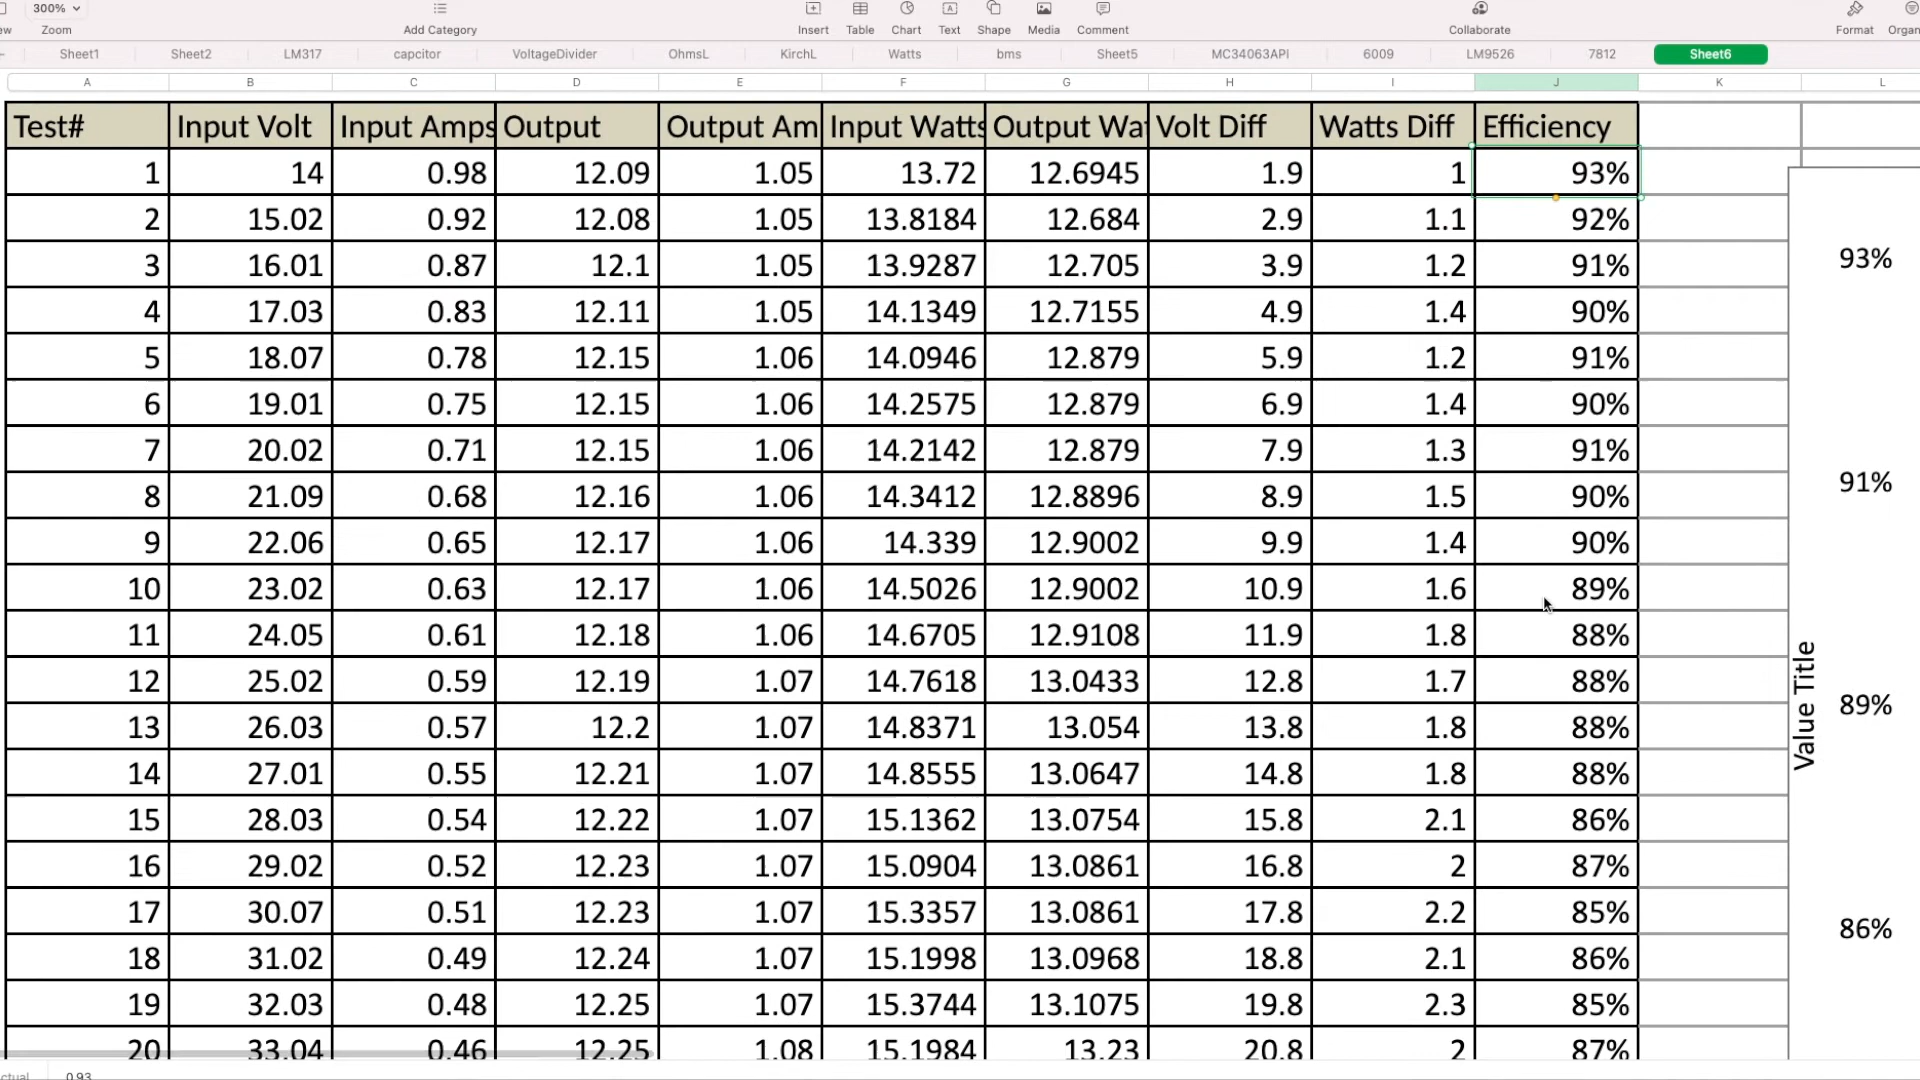 300%
Zoom Add Category Insert Table Chart Text Shape Media Comment Collaborate Format Organ
Sheet1 Sheet2 LM317 capcitor VoltageDivider OhmsL KirchL Watts bms Sheet5 MC34063API 6009 LM9526 7812 Sheet6
A B C D E F G H I J K L
Test# Input Volt Input Amps Output Output Am Input Watts Output Wat Volt Diff Watts Diff Efficiency
1 14 0.98 12.09 1.05 13.72 12.6945 1.9 1 93%
2 15.02 0.92 12.08 1.05 13.8184 12.684 2.9 1.1 92%
3 16.01 0.87 12.1 1.05 13.9287 12.705 3.9 1.2 91%
4 17.03 0.83 12.11 1.05 14.1349 12.7155 4.9 1.4 90%
5 18.07 0.78 12.15 1.06 14.0946 12.879 5.9 1.2 91%
6 19.01 0.75 12.15 1.06 14.2575 12.879 6.9 1.4 90%
7 20.02 0.71 12.15 1.06 14.2142 12.879 7.9 1.3 91%
8 21.09 0.68 12.16 1.06 14.3412 12.8896 8.9 1.5 90%
9 22.06 0.65 12.17 1.06 14.339 12.9002 9.9 1.4 90%
10 23.02 0.63 12.17 1.06 14.5026 12.9002 10.9 1.6 89%
11 24.05 0.61 12.18 1.06 14.6705 12.9108 11.9 1.8 88%
12 25.02 0.59 12.19 1.07 14.7618 13.0433 12.8 1.7 88%
13 26.03 0.57 12.2 1.07 14.8371 13.054 13.8 1.8 88%
14 27.01 0.55 12.21 1.07 14.8555 13.0647 14.8 1.8 88%
15 28.03 0.54 12.22 1.07 15.1362 13.0754 15.8 2.1 86%
16 29.02 0.52 12.23 1.07 15.0904 13.0861 16.8 2 87%
17 30.07 0.51 12.23 1.07 15.3357 13.0861 17.8 2.2 85%
18 31.02 0.49 12.24 1.07 15.1998 13.0968 18.8 2.1 86%
19 32.03 0.48 12.25 1.07 15.3744 13.1075 19.8 2.3 85%
20 33.04 0.46 12.25 1.08 15.1984 13.23 20.8 2 87%
93%
91%
89%
86%
Value Title
ctual 0.93